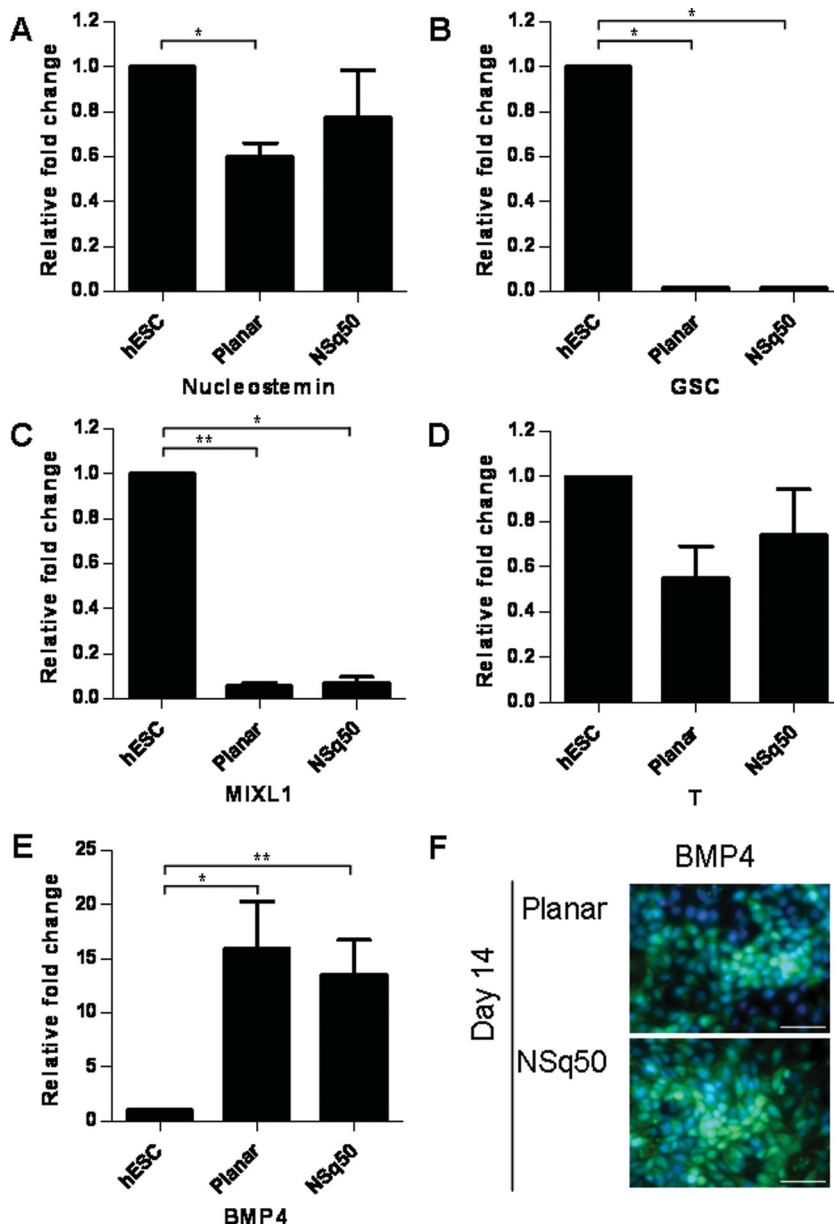 A
Relative fold change
1.2
1.0
0.8
0.6
0.4
0.2
0.0
*
hESC
Planar
NSq50
Nucleostemin
B
Relative fold change
1.2
1.0
0.8
0.6
0.4
0.2
0.0
*
*
hESC
Planar
NSq50
GSC
C
Relative fold change
1.2
1.0
0.8
0.6
0.4
0.2
0.0
*
**
hESC
Planar
NSq50
MIXL1
D
Relative fold change
1.2
1.0
0.8
0.6
0.4
0.2
0.0
hESC
Planar
NSq50
T
E
Relative fold change
25
20
15
10
5
0
**
*
hESC
Planar
NSq50
BMP4
F
BMP4
Day 14
Planar
NSq50